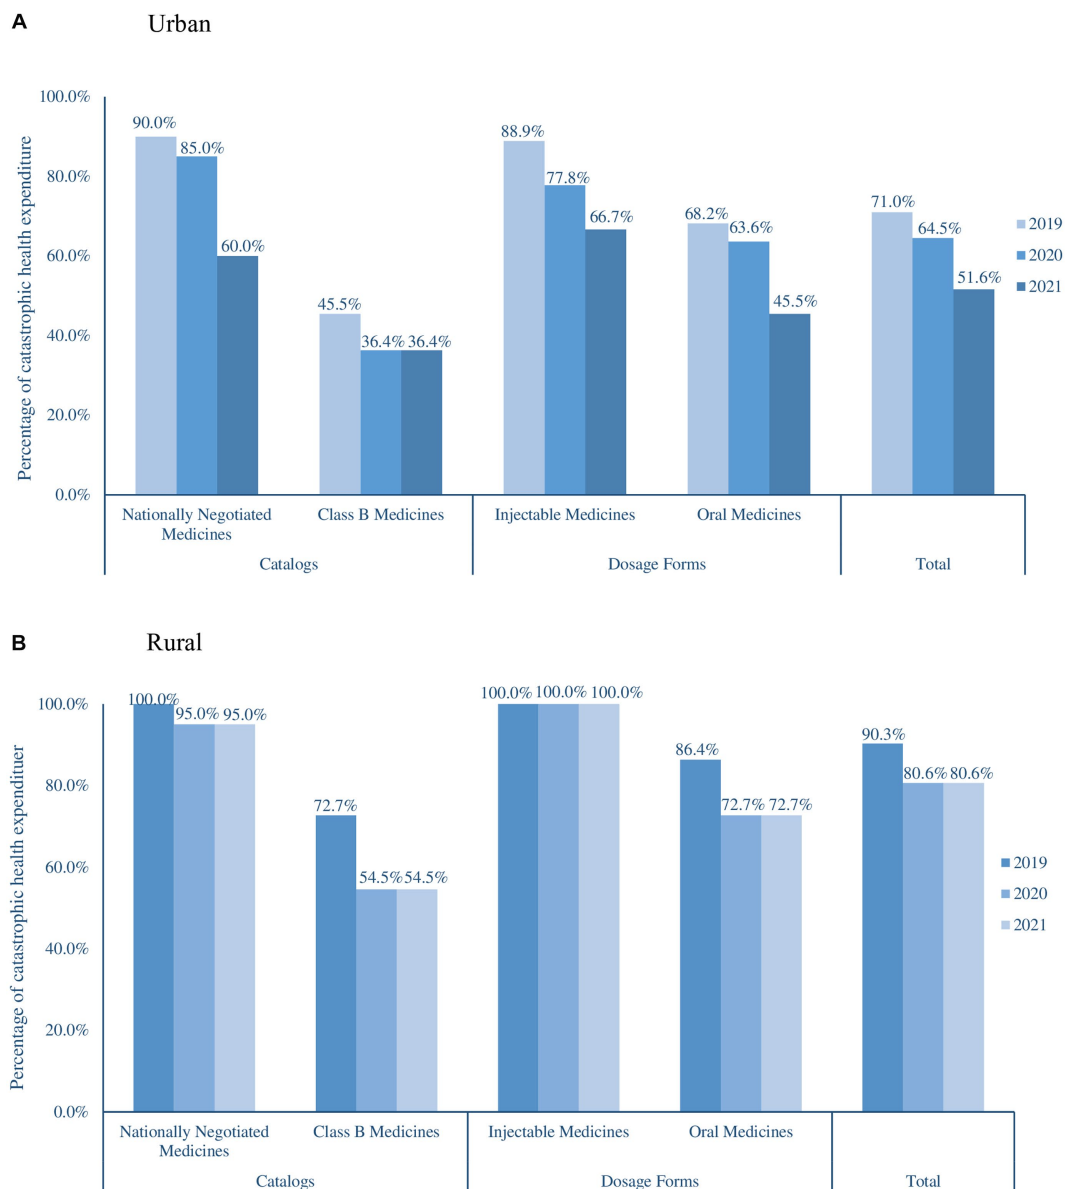 A
Urban
Percentage of catastrophic health expenditure
100.0%
80.0%
60.0%
40.0%
20.0%
0.0%
90.0%
85.0%
60.0%
45.5%
36.4% 36.4%
88.9%
77.8%
66.7%
68.2%
63.6%
45.5%
71.0%
64.5%
51.6%
2019
2020
2021
Nationally Negotiated
Medicines
Class B Medicines
Injectable Medicines
Oral Medicines
Catalogs
Dosage Forms
Total
B
Rural
Percentage of catastrophic health expendituer
100.0%
80.0%
60.0%
40.0%
20.0%
0.0%
100.0%
95.0% 95.0%
72.7%
54.5% 54.5%
100.0% 100.0% 100.0%
86.4%
72.7% 72.7%
90.3%
80.6% 80.6%
2019
2020
2021
Nationally Negotiated
Medicines
Class B Medicines
Injectable Medicines
Oral Medicines
Catalogs
Dosage Forms
Total